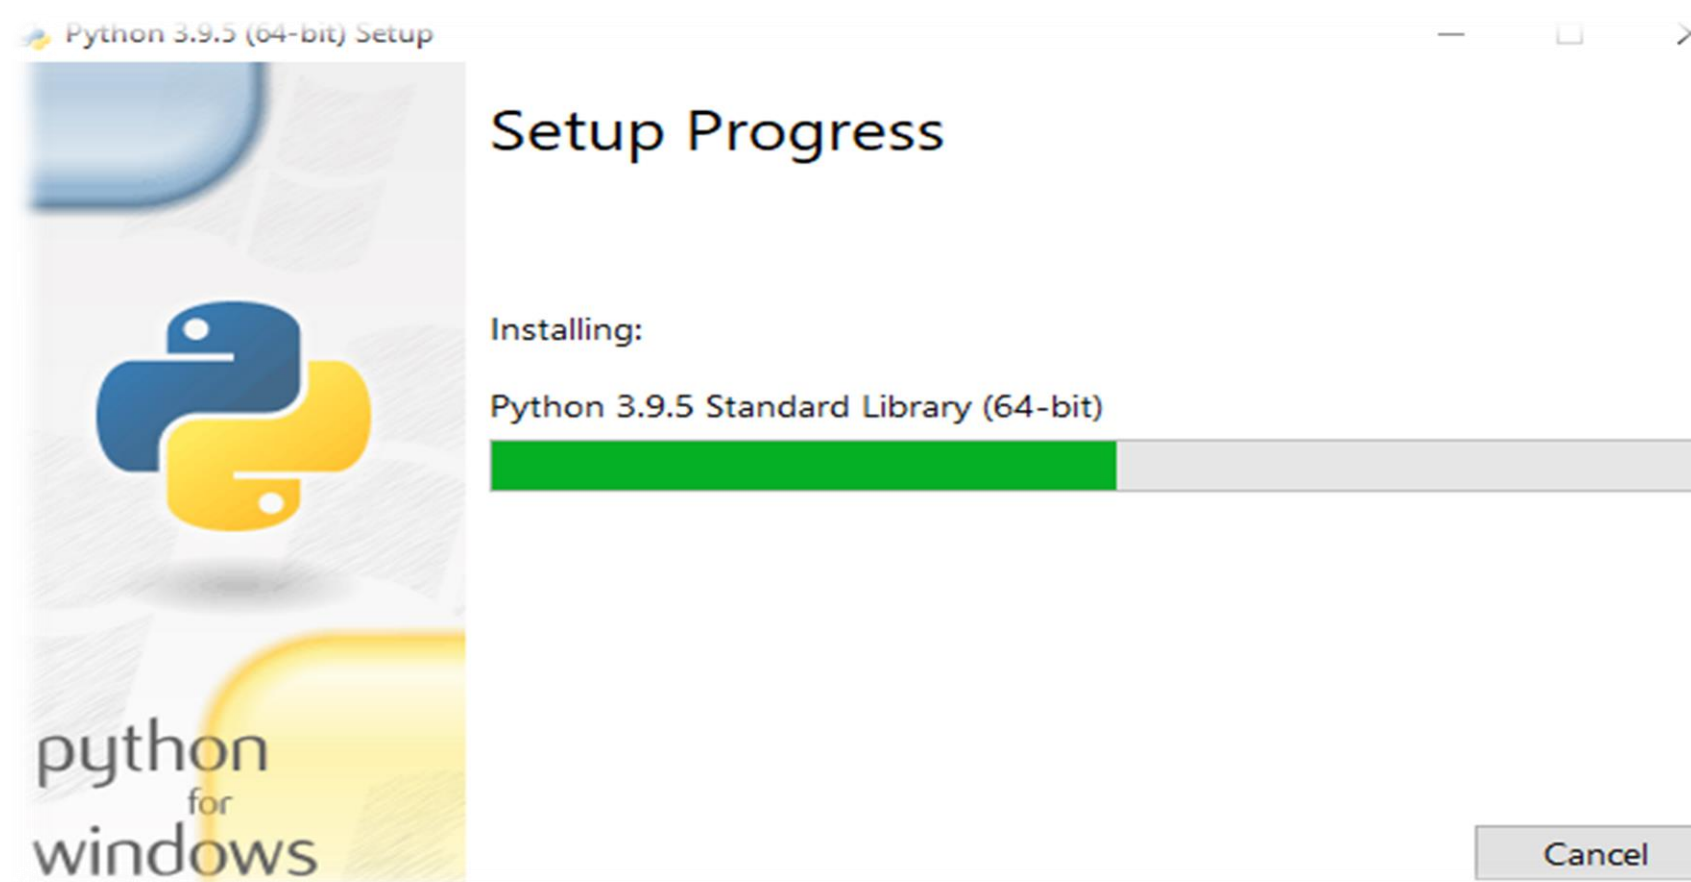 Python 3.9.5 (64-bit) Setup
Setup Progress
Installing:
Python 3.9.5 Standard Library (64-bit)
python
for
windows
Cancel